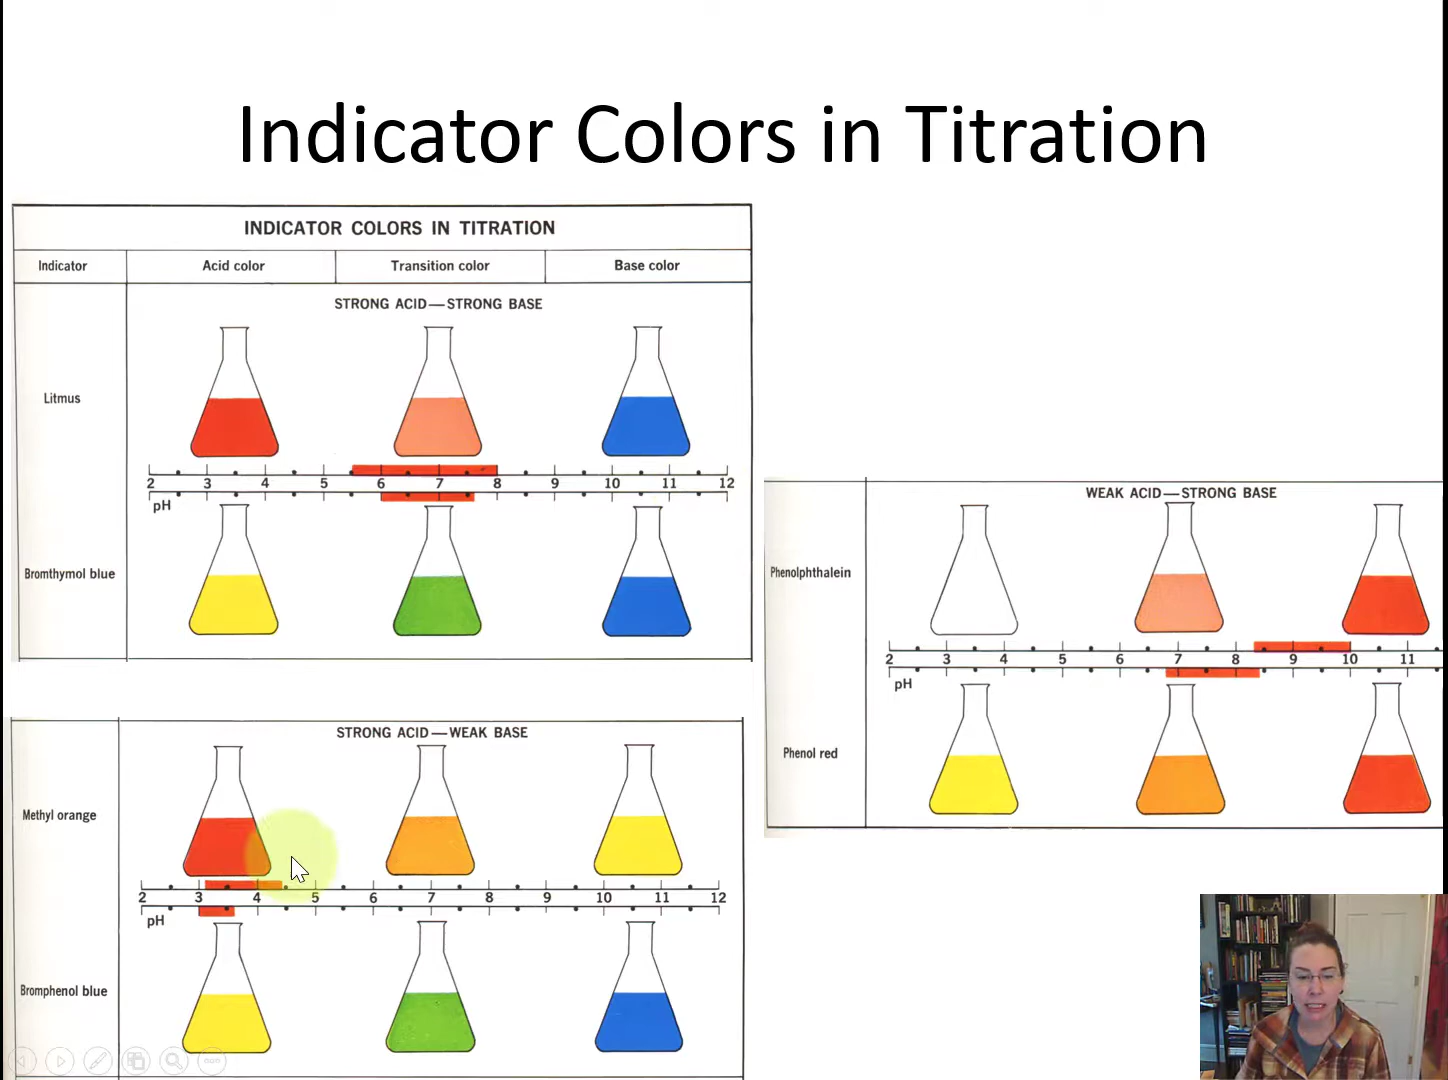 Indicator Colors in Titration
INDICATOR COLORS IN TITRATION
Indicator Acid color Transition color Base color
STRONG ACID—STRONG BASE
Litmus
2 3 4 5 6 7 8 9 10 11 12
pH
Bromthymol blue
STRONG ACID—WEAK BASE
Methyl orange
2 3 4 5 6 7 8 9 10 11 12
pH
Bromphenol blue
WEAK ACID—STRONG BASE
Phenolphthalein
2 3 4 5 6 7 8 9 10 11
pH
Phenol red